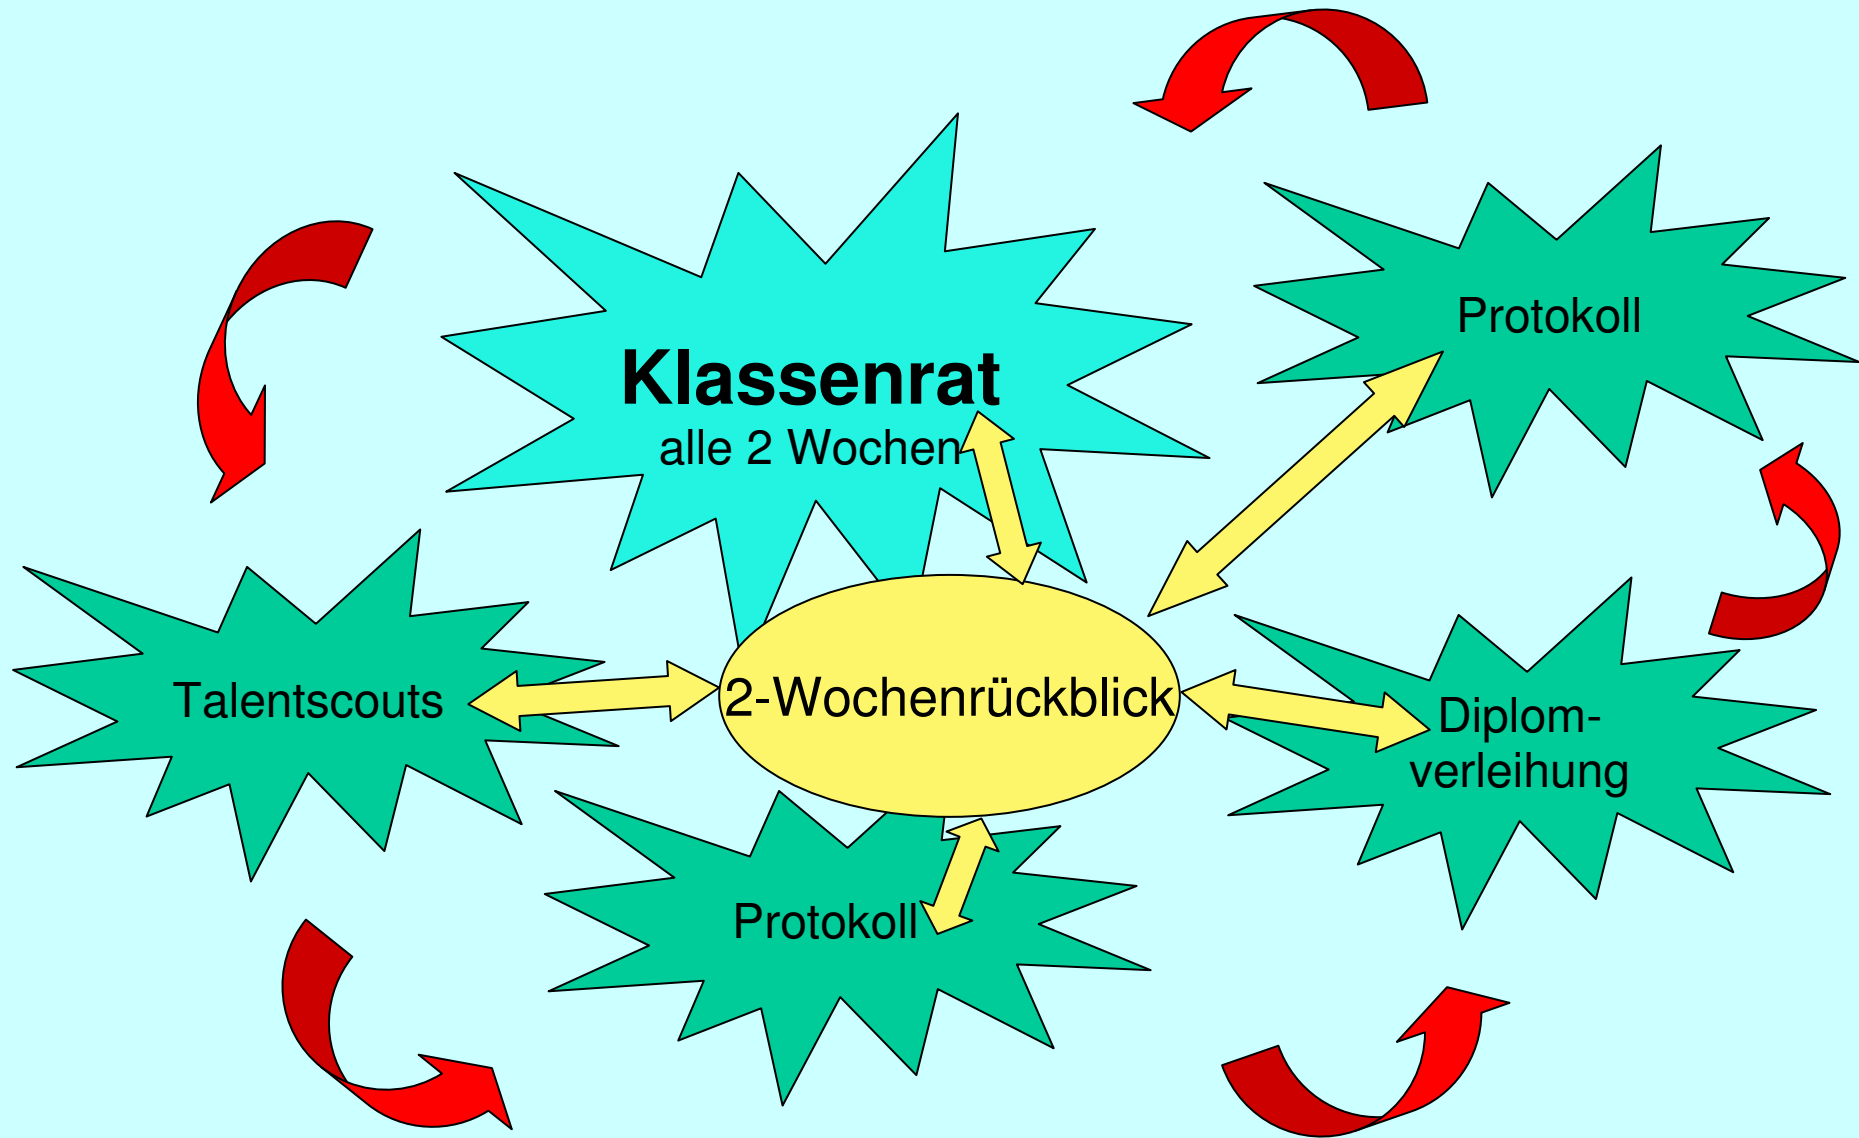 Protokoll
Klassenrat
alle 2 Wochen
Talentscouts
2-Wochenrückblick
Diplom-
verleihung
Protokoll